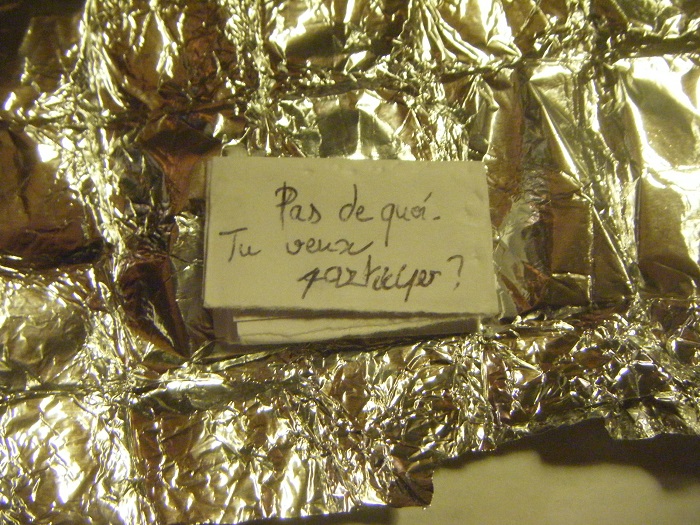 Pas de quoi.
Tu veux
participer?